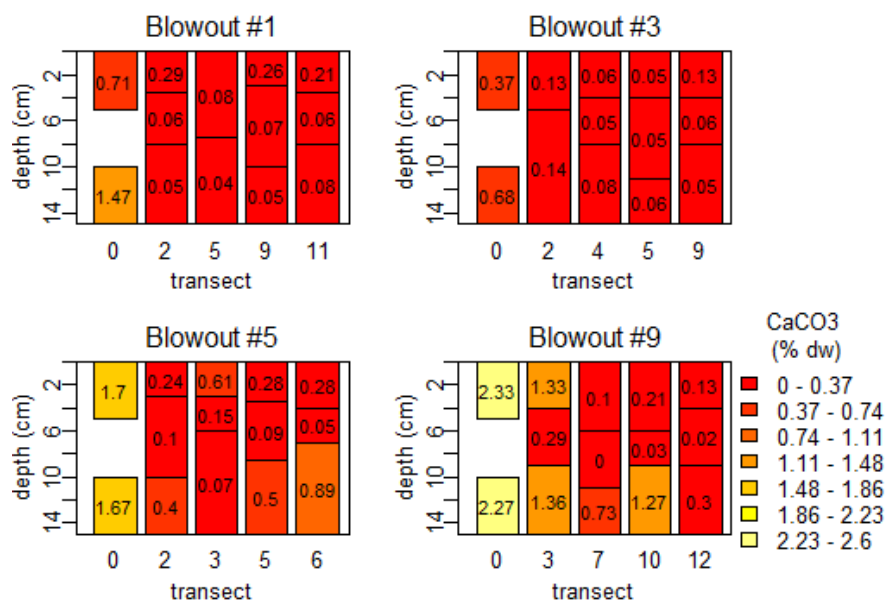 Blowout #1
depth (cm)
2
6
10
14
0.71
1.47
0.29
0.06
0.05
0.08
0.04
0.26
0.07
0.05
0.21
0.06
0.08
0 2 5 9 11
transect
Blowout #3
depth (cm)
2
6
10
14
0.37
0.68
0.13
0.14
0.06
0.05
0.08
0.05
0.05
0.06
0.13
0.06
0.05
0 2 4 5 9
transect
Blowout #5
depth (cm)
2
6
10
14
1.7
1.67
0.24
0.1
0.4
0.61
0.15
0.07
0.28
0.09
0.5
0.28
0.05
0.89
0 2 3 5 6
transect
Blowout #9
depth (cm)
2
6
10
14
2.33
2.27
1.33
0.29
1.36
0.1
0
0.73
0.21
0.03
1.27
0.13
0.02
0.3
0 3 7 10 12
transect
CaCO3
(% dw)
0 - 0.37
0.37 - 0.74
0.74 - 1.11
1.11 - 1.48
1.48 - 1.86
1.86 - 2.23
2.23 - 2.6